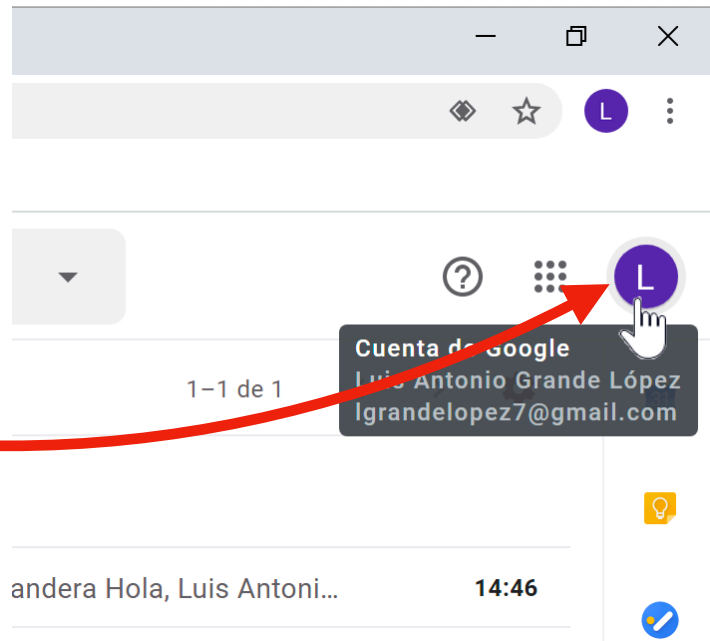 L
L
Cuenta de Google
Luis Antonio Grande López
lgrandelopez7@gmail.com
1–1 de 1
andera Hola, Luis Antoni...
14:46